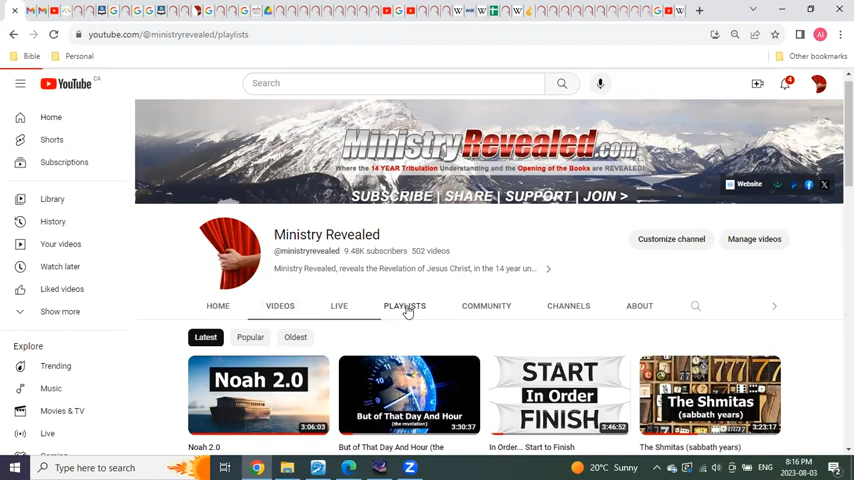 youtube.com/@ministryrevealed/playlists
Bible
Personal
Other bookmarks
YouTube CA
Search
4
AI
Home
Shorts
Subscriptions
Library
History
Your videos
Watch later
Liked videos
Show more
Explore
Trending
Music
Movies & TV
Live
MinistryRevealed.com
Where the 14 YEAR Tribulation Understanding and the Opening of the Books are REVEALED!
SUBSCRIBE | SHARE | SUPPORT | JOIN >
Website
Ministry Revealed
@ministryrevealed 9.48K subscribers 502 videos
Ministry Revealed, reveals the Revelation of Jesus Christ, in the 14 year un...
Customize channel
Manage videos
HOME
VIDEOS
LIVE
PLAYLISTS
COMMUNITY
CHANNELS
ABOUT
Latest
Popular
Oldest
Noah 2.0
3:06:03
But of That Day And Hour
(the revelation)
3:30:37
START
In Order
FINISH
3:46:52
777
The Shmitas
(sabbath years)
3:23:17
Noah 2.0
But of That Day And Hour (the
In Order... Start to Finish
The Shmitas (sabbath years)
Type here to search
20°C Sunny
ENG
8:16 PM
2023-08-03
2